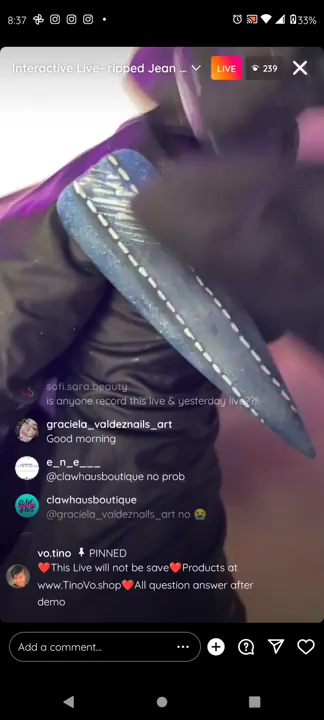 8:37
33%
Interactive Live- ripped Jean ...
LIVE
239
sofi.sara.beauty
is anyone record this live & yesterday live??!
graciela_valdeznails_art
Good morning
e_n_e___
@clawhausboutique no prob
clawhausboutique
@graciela_valdeznails_art no 😭
vo.tino 📌 PINNED
❤️This Live will not be save❤️Products at
www.TinoVo.shop❤️All question answer after
demo
Add a comment...